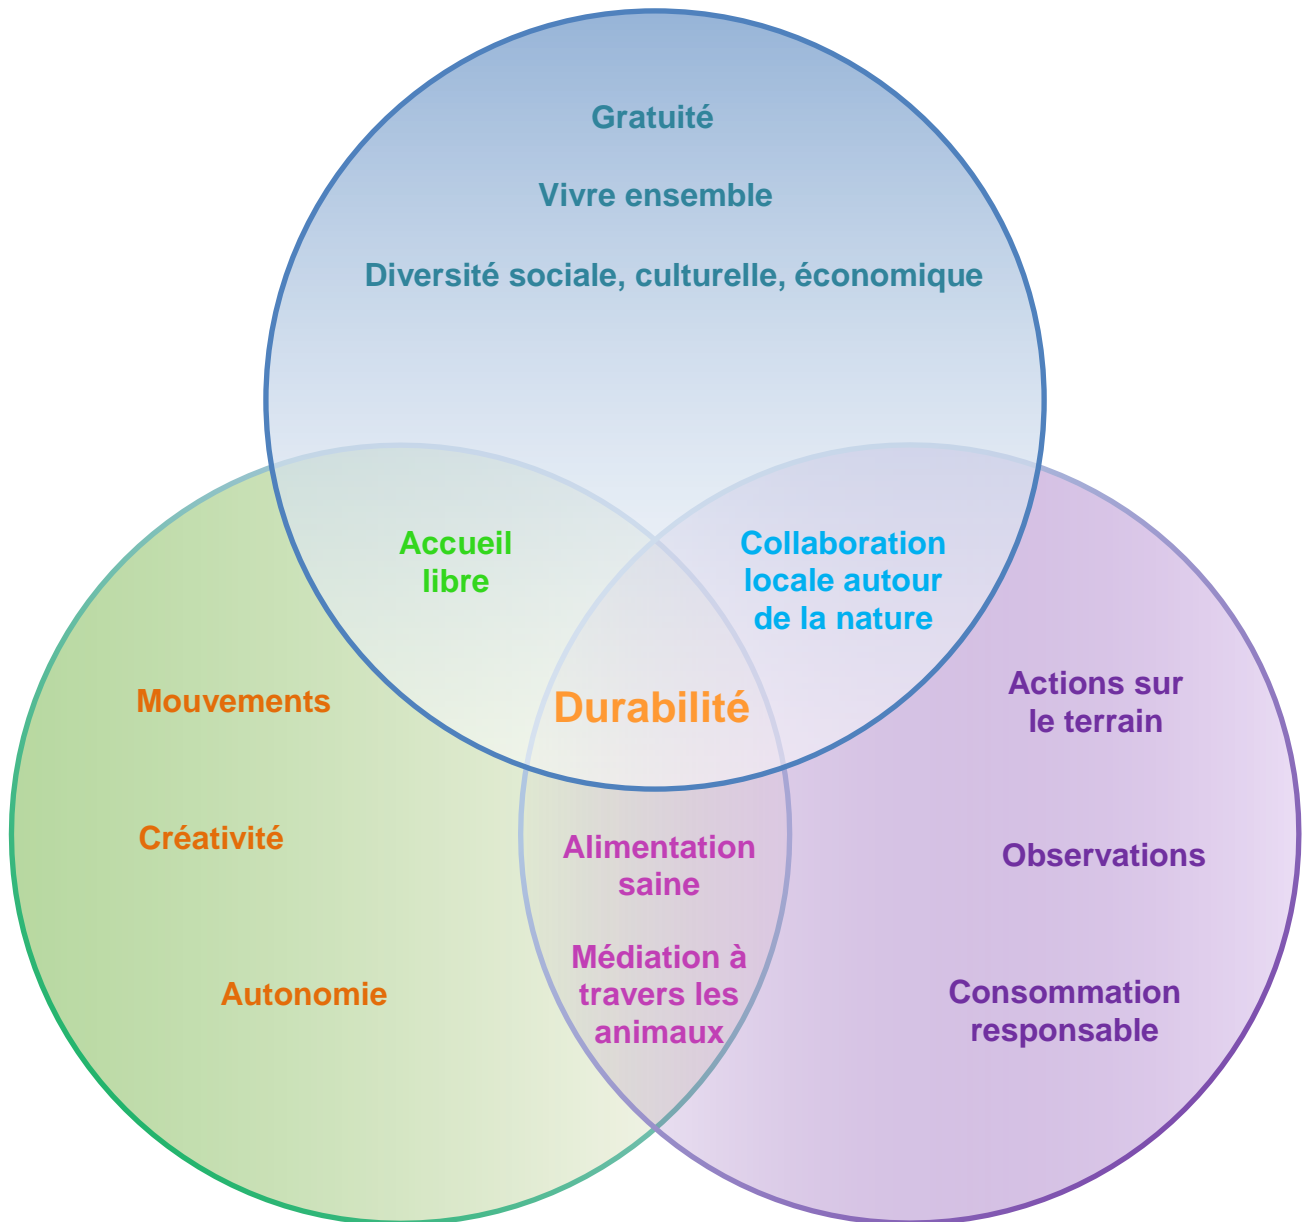 Gratuité
Vivre ensemble
Diversité sociale, culturelle, économique
Accueil
libre
Collaboration
locale autour
de la nature
Mouvements
Durabilité
Actions sur
le terrain
Créativité
Alimentation
saine
Observations
Autonomie
Médiation à
travers les
animaux
Consommation
responsable